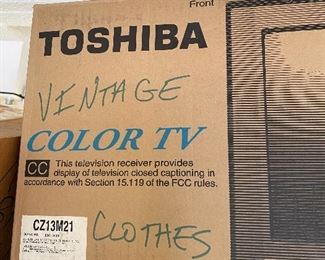 Front
TOSHIBA
VINTAGE
COLOR TV
CC This television receiver provides
display of television closed captioning in
accordance with Section 15.119 of the FCC rules.
CZ13M21
CLOTHES